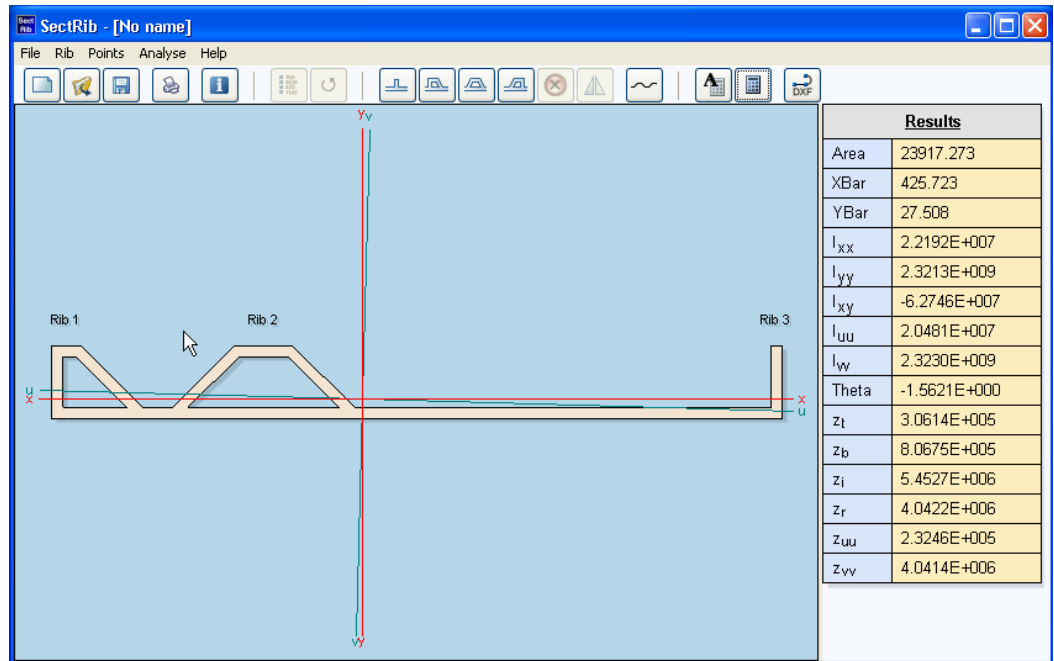 Sect Rib SectRib - [No name]
File Rib Points Analyse Help
i A DXF
y v
Results
Area 23917.273
XBar 425.723
YBar 27.508
Ixx 2.2192E+007
Iyy 2.3213E+009
Ixy -6.2746E+007
Iuu 2.0481E+007
Ivv 2.3230E+009
Theta -1.5621E+000
zt 3.0614E+005
zb 8.0675E+005
zi 5.4527E+006
zr 4.0422E+006
zuu 2.3246E+005
zvv 4.0414E+006
Rib 1 Rib 2 Rib 3
u
x x
u
v y